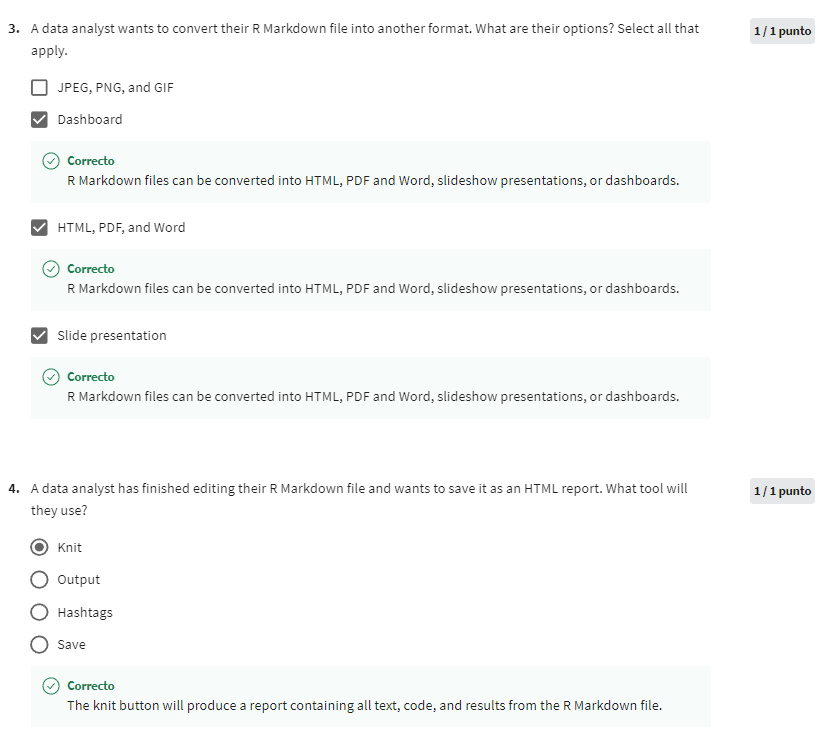 3. A data analyst wants to convert their R Markdown file into another format. What are their options? Select all that
apply.
1 / 1 punto
JPEG, PNG, and GIF
Dashboard
Correcto
R Markdown files can be converted into HTML, PDF and Word, slideshow presentations, or dashboards.
HTML, PDF, and Word
Correcto
R Markdown files can be converted into HTML, PDF and Word, slideshow presentations, or dashboards.
Slide presentation
Correcto
R Markdown files can be converted into HTML, PDF and Word, slideshow presentations, or dashboards.
4. A data analyst has finished editing their R Markdown file and wants to save it as an HTML report. What tool will
they use?
1 / 1 punto
Knit
Output
Hashtags
Save
Correcto
The knit button will produce a report containing all text, code, and results from the R Markdown file.